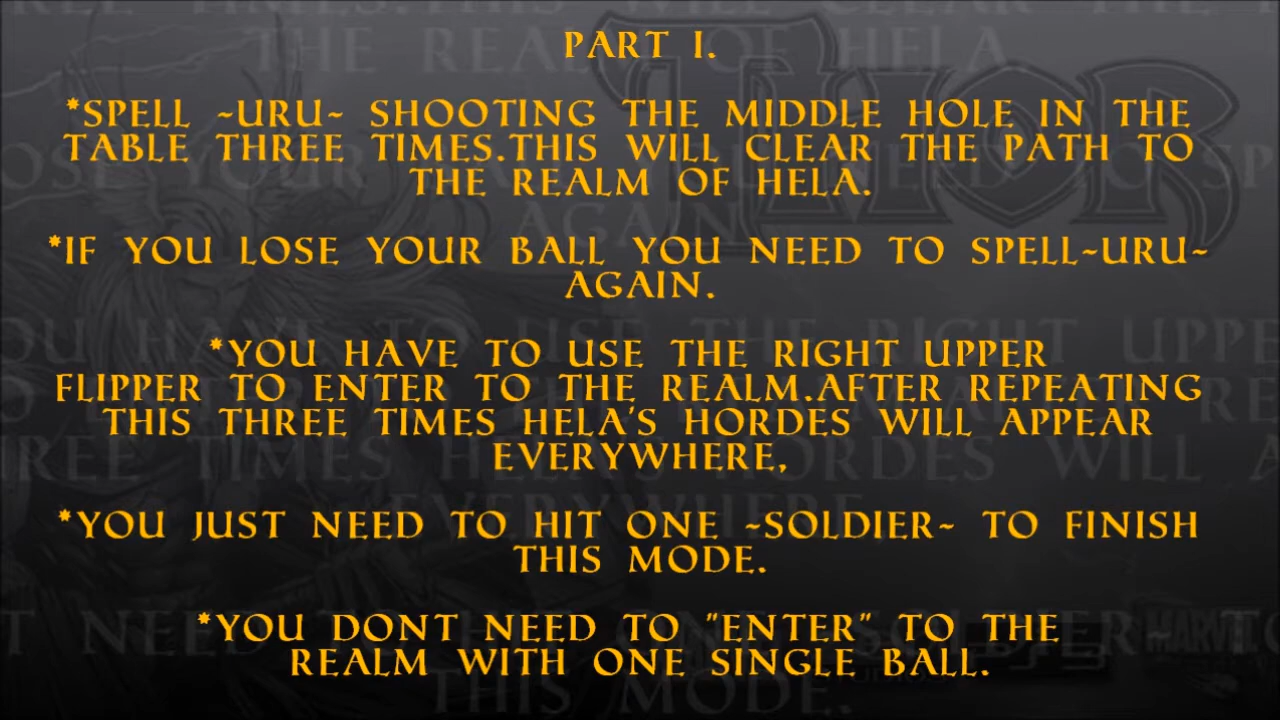 PART I.
*SPELL ~URU~ SHOOTING THE MIDDLE HOLE IN THE
TABLE THREE TIMES.THIS WILL CLEAR THE PATH TO
THE REALM OF HELA.
*IF YOU LOSE YOUR BALL YOU NEED TO SPELL~URU~
AGAIN.
*YOU HAVE TO USE THE RIGHT UPPER
FLIPPER TO ENTER TO THE REALM.AFTER REPEATING
THIS THREE TIMES HELA'S HORDES WILL APPEAR
EVERYWHERE,
*YOU JUST NEED TO HIT ONE ~SOLDIER~ TO FINISH
THIS MODE.
*YOU DONT NEED TO "ENTER" TO THE
REALM WITH ONE SINGLE BALL.
THOR
MARVEL